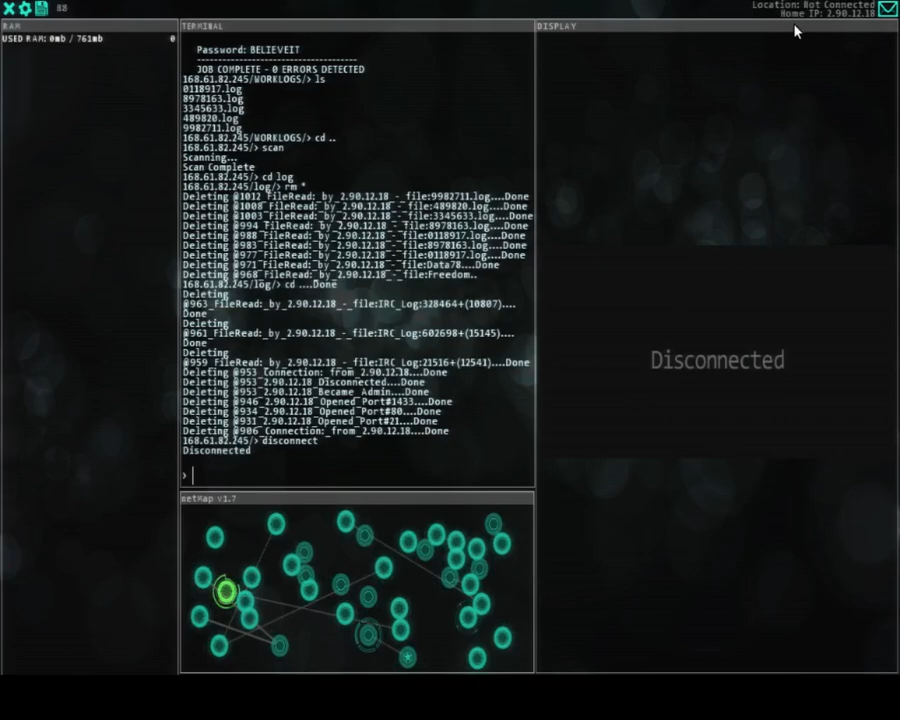 Location: Not Connected
Home IP: 2.90.12.18
RAM
USED RAM: 0mb / 761mb 0
TERMINAL
Password: BELIEVEIT
------------------------------------
JOB COMPLETE - 0 ERRORS DETECTED
168.61.82.245/WORKLOGS/> ls
0118917.log
8978163.log
3345633.log
489820.log
9982711.log
168.61.82.245/WORKLOGS/> cd ..
168.61.82.245/> scan
Scanning...
Scan Complete
168.61.82.245/> cd log
168.61.82.245/log/> rm *
Deleting @1012_FileRead:_by_2.90.12.18_-_file:9982711.log....Done
Deleting @1008_FileRead:_by_2.90.12.18_-_file:489820.log....Done
Deleting @1003_FileRead:_by_2.90.12.18_-_file:3345633.log....Done
Deleting @994_FileRead:_by_2.90.12.18_-_file:8978163.log....Done
Deleting @988_FileRead:_by_2.90.12.18_-_file:0118917.log....Done
Deleting @983_FileRead:_by_2.90.12.18_-_file:8978163.log....Done
Deleting @977_FileRead:_by_2.90.12.18_-_file:0118917.log....Done
Deleting @971_FileRead:_by_2.90.12.18_-_file:Data78....Done
Deleting @968_FileRead:_by_2.90.12.18_-_file:Freedom..
168.61.82.245/log/> cd ....Done
Deleting
@963_FileRead:_by_2.90.12.18_-_file:IRC_Log:328464+(10807)....
Done
Deleting
@961_FileRead:_by_2.90.12.18_-_file:IRC_Log:602698+(15145)....
Done
Deleting
@959_FileRead:_by_2.90.12.18_-_file:IRC_Log:21516+(12541)....Done
Deleting @953_Connection:_from_2.90.12.18....Done
Deleting @953_2.90.12.18_Disconnected....Done
Deleting @953_2.90.12.18_Became_Admin....Done
Deleting @946_2.90.12.18_Opened_Port#1433....Done
Deleting @934_2.90.12.18_Opened_Port#80....Done
Deleting @931_2.90.12.18_Opened_Port#21....Done
Deleting @906_Connection:_from_2.90.12.18....Done
168.61.82.245/> disconnect
Disconnected
>
netMap v1.7
DISPLAY
Disconnected